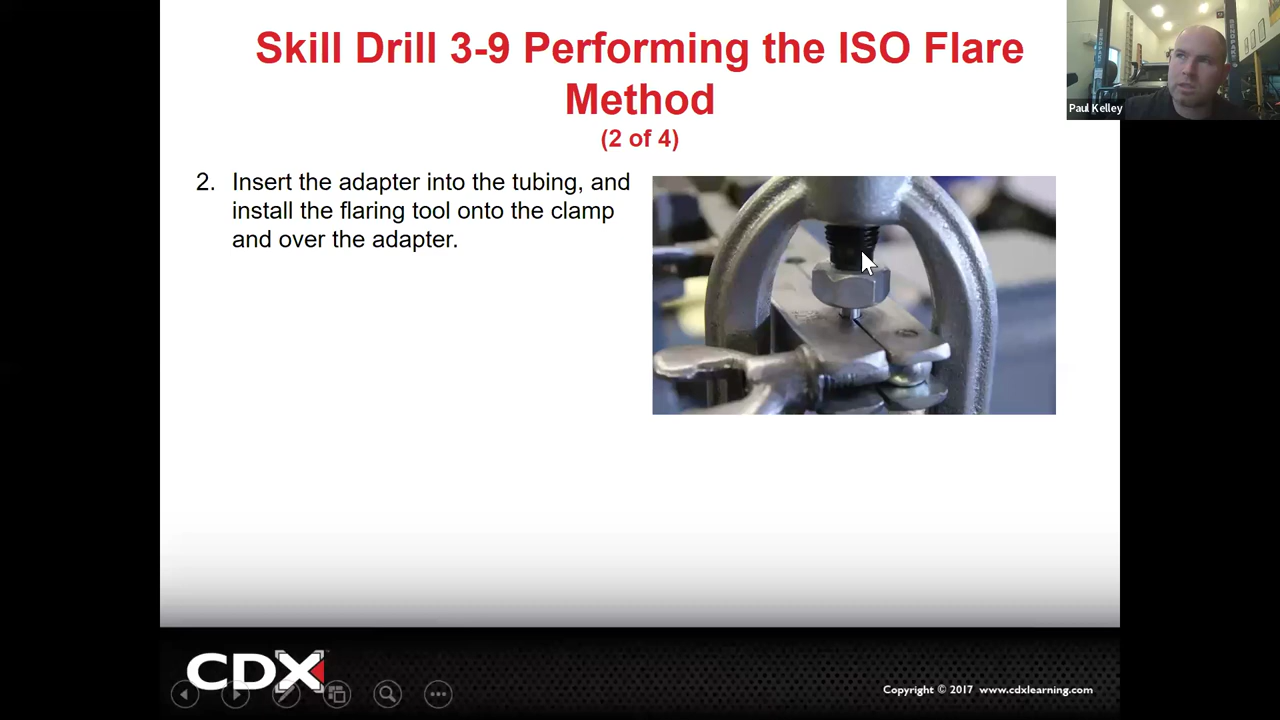 Skill Drill 3-9 Performing the ISO Flare
Method
(2 of 4)
Paul Kelley
2. Insert the adapter into the tubing, and
install the flaring tool onto the clamp
and over the adapter.
CDX
Copyright © 2017 www.cdxlearning.com